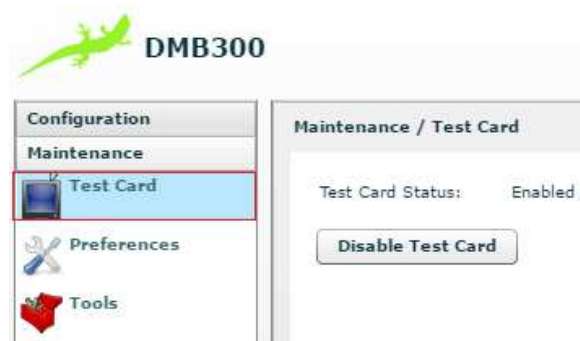 DMB300
Configuration
Maintenance
Test Card
Preferences
Tools
Maintenance / Test Card
Test Card Status: Enabled
Disable Test Card